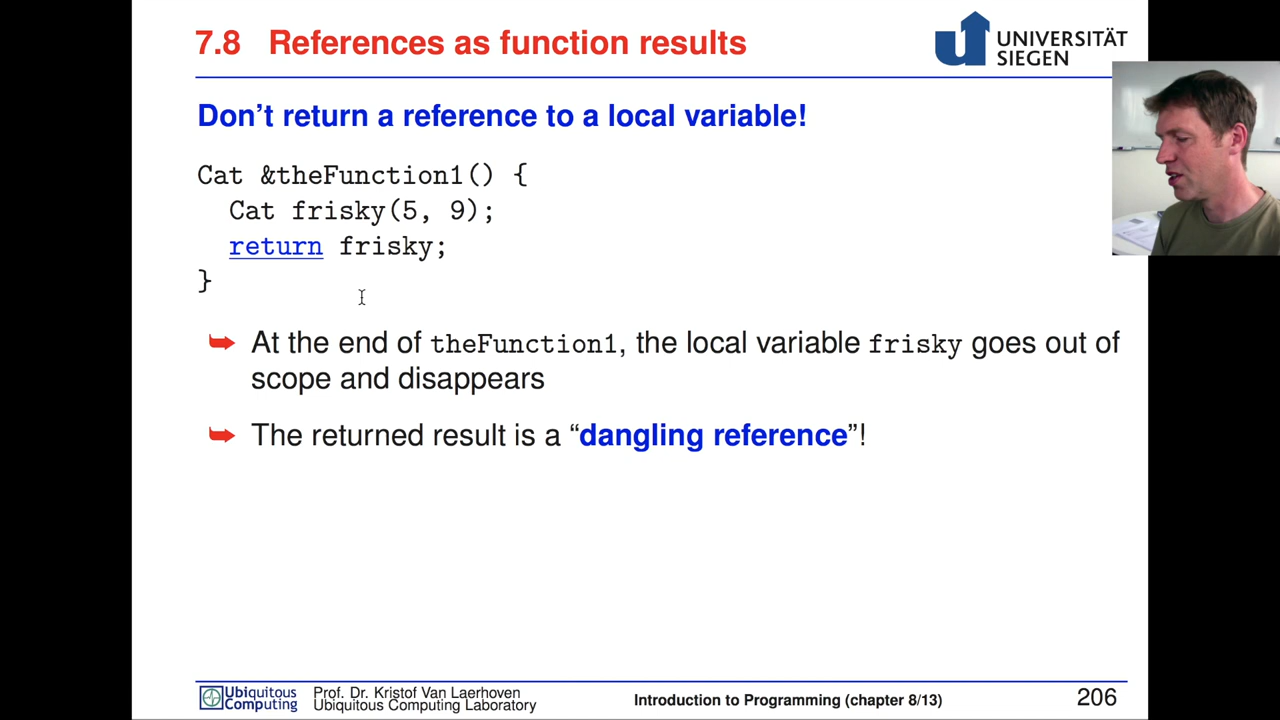 7.8 References as function results
UNIVERSITÄT
SIEGEN
Don't return a reference to a local variable!
Cat &theFunction1() {
Cat frisky(5, 9);
return frisky;
}
➥ At the end of theFunction1, the local variable frisky goes out of
scope and disappears
➥ The returned result is a “dangling reference”!
Ubiquitous
Computing
Prof. Dr. Kristof Van Laerhoven
Ubiquitous Computing Laboratory
Introduction to Programming (chapter 8/13)
206